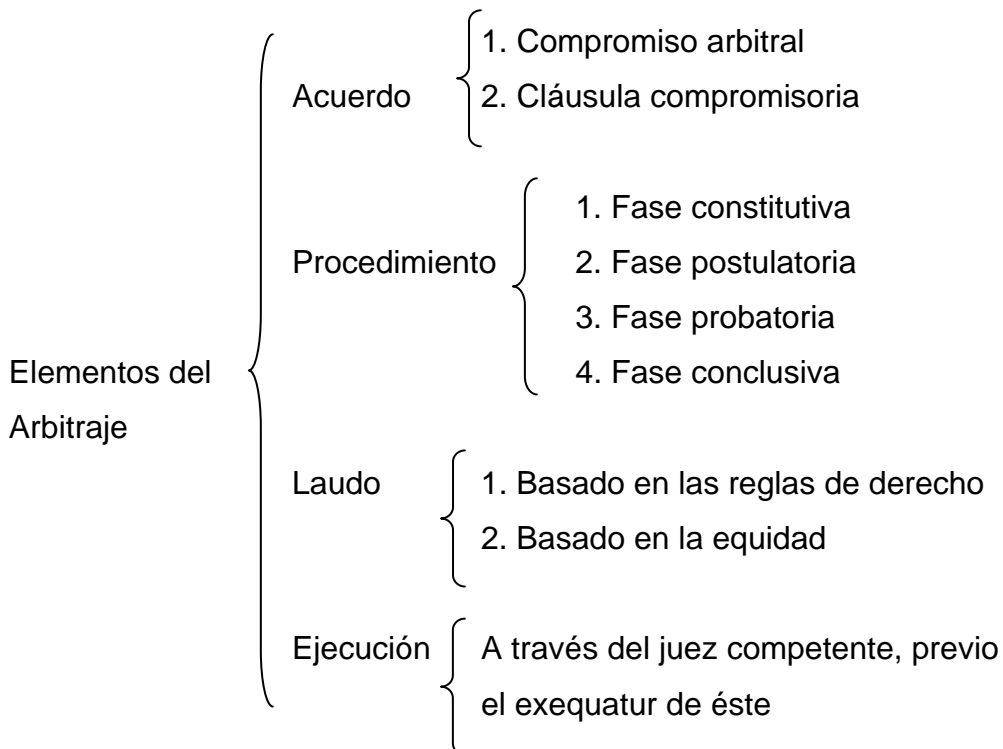 Elementos del
Arbitraje
Acuerdo
1. Compromiso arbitral
2. Cláusula compromisoria
Procedimiento
1. Fase constitutiva
2. Fase postulatoria
3. Fase probatoria
4. Fase conclusiva
Laudo
1. Basado en las reglas de derecho
2. Basado en la equidad
Ejecución
A través del juez competente, previo
el exequatur de éste